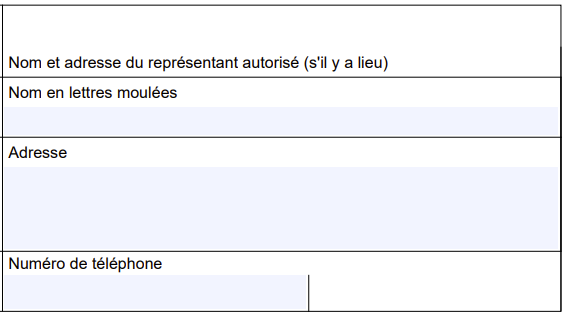 Nom et adresse du représentant autorisé (s'il y a lieu)
Nom en lettres moulées
Adresse
Numéro de téléphone